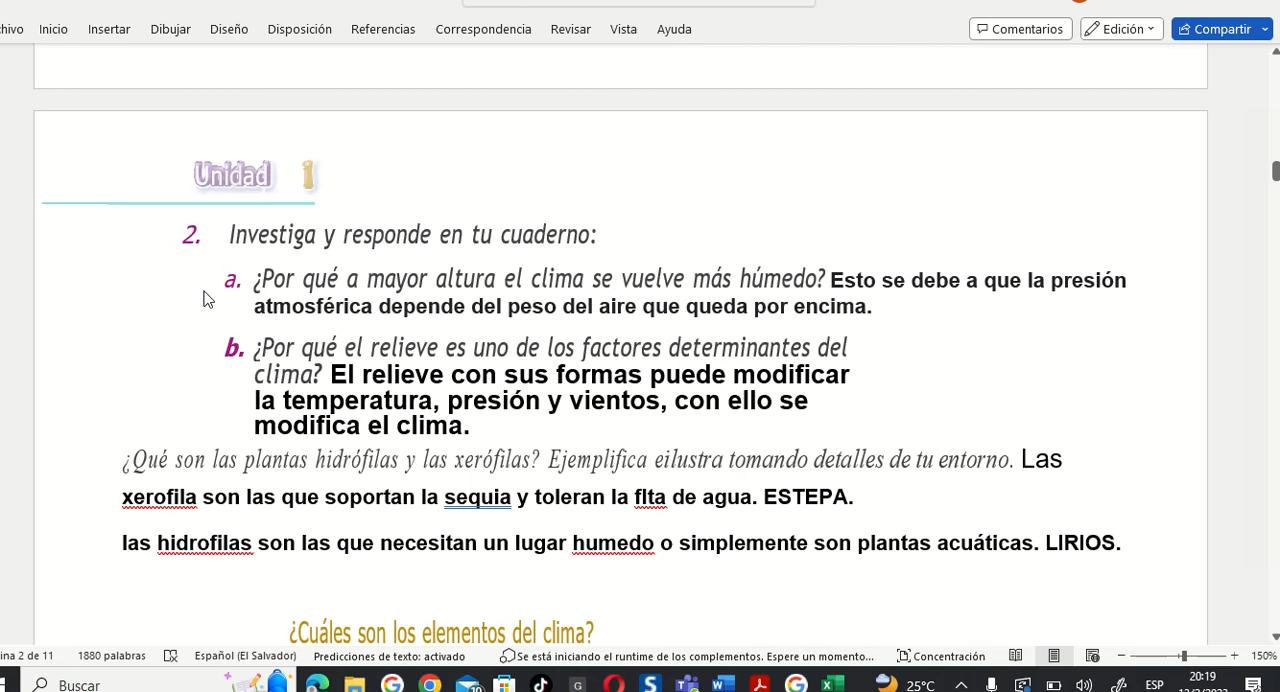 chivo Inicio Insertar Dibujar Diseño Disposición Referencias Correspondencia Revisar Vista Ayuda Comentarios Edición Compartir
Unidad 1
2. Investiga y responde en tu cuaderno:
a. ¿Por qué a mayor altura el clima se vuelve más húmedo? Esto se debe a que la presión
atmosférica depende del peso del aire que queda por encima.
b. ¿Por qué el relieve es uno de los factores determinantes del
clima? El relieve con sus formas puede modificar
la temperatura, presión y vientos, con ello se
modifica el clima.
¿Qué son las plantas hidrófilas y las xerófilas? Ejemplifica eilustra tomando detalles de tu entorno. Las
xerofila son las que soportan la sequia y toleran la flta de agua. ESTEPA.
las hidrofilas son las que necesitan un lugar humedo o simplemente son plantas acuáticas. LIRIOS.
¿Cuáles son los elementos del clima?
ina 2 de 11 1880 palabras Español (El Salvador) Predicciones de texto: activado Se está iniciando el runtime de los complementos. Espere un momento... Concentración 150%
Buscar 25°C ESP 20:19